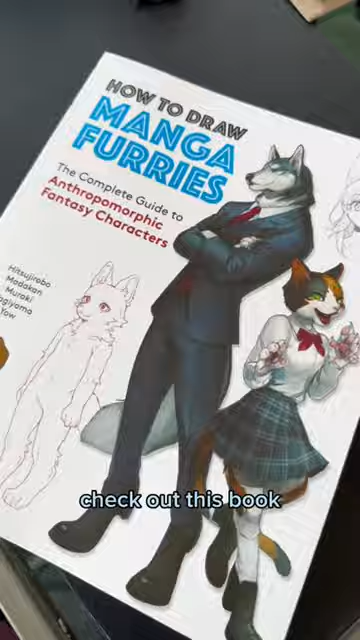 HOW TO DRAW
MANGA
FURRIES
The Complete Guide to
Anthropomorphic
Fantasy Characters
Hitsujirobo
Madakan
Muraki
Yow
check out this book